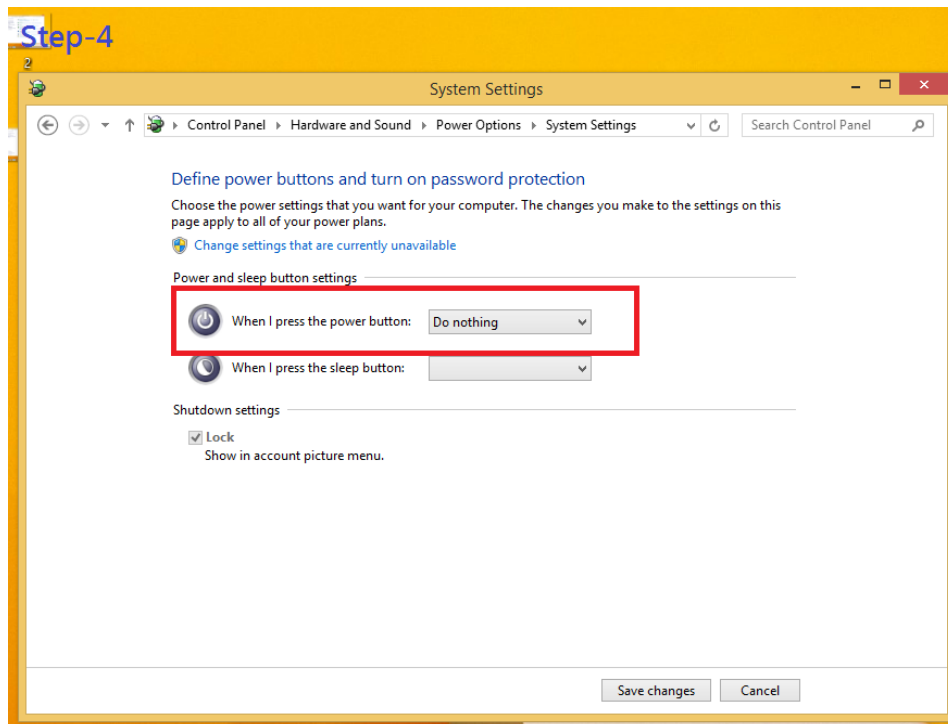 Step-4
2
System Settings
Control Panel Hardware and Sound Power Options System Settings Search Control Panel
Define power buttons and turn on password protection
Choose the power settings that you want for your computer. The changes you make to the settings on this
page apply to all of your power plans.
Change settings that are currently unavailable
Power and sleep button settings
When I press the power button: Do nothing
When I press the sleep button:
Shutdown settings
Lock
Show in account picture menu.
Save changes Cancel